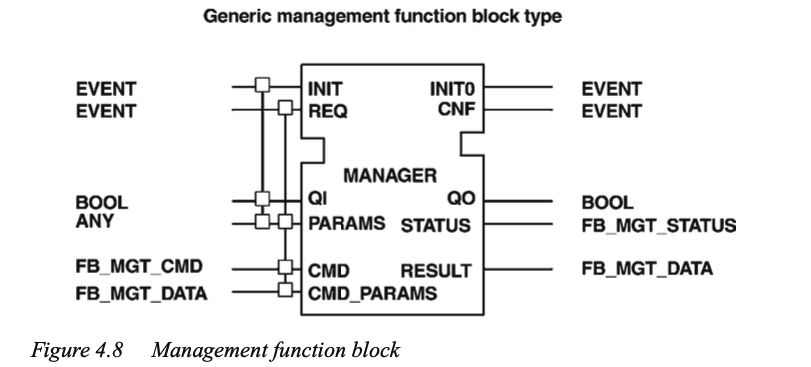 Generic management function block type
EVENT INIT INIT0 EVENT
EVENT REQ CNF EVENT
MANAGER
BOOL QI QO BOOL
ANY PARAMS STATUS FB_MGT_STATUS
FB_MGT_CMD CMD RESULT FB_MGT_DATA
FB_MGT_DATA CMD_PARAMS
Figure 4.8 Management function block